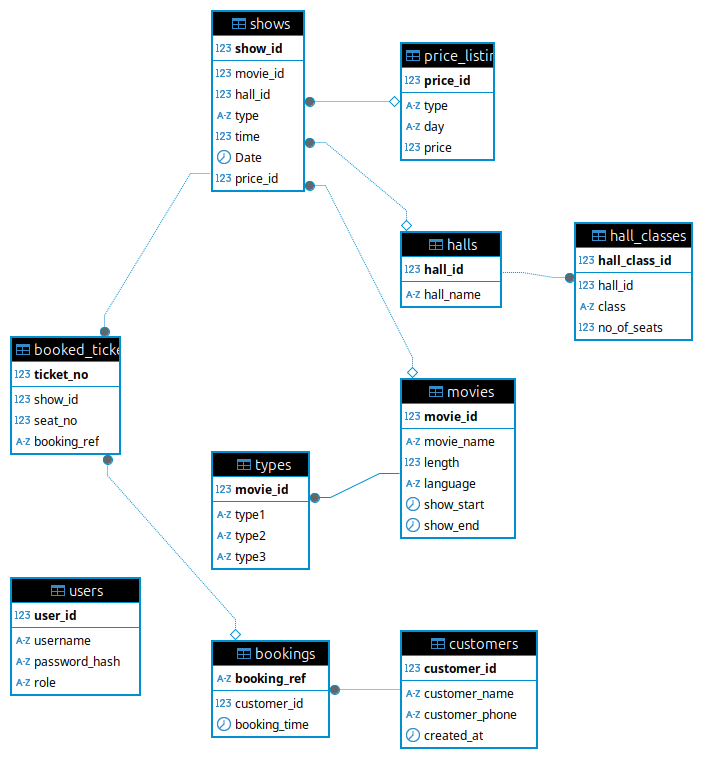 shows
123 show_id
123 movie_id
123 hall_id
A-Z type
123 time
Date
123 price_id
price_listin
123 price_id
A-Z type
A-Z day
123 price
halls
123 hall_id
A-Z hall_name
hall_classes
123 hall_class_id
123 hall_id
A-Z class
123 no_of_seats
booked_ticke
123 ticket_no
123 show_id
123 seat_no
A-Z booking_ref
movies
123 movie_id
A-Z movie_name
123 length
A-Z language
show_start
show_end
types
123 movie_id
A-Z type1
A-Z type2
A-Z type3
users
123 user_id
A-Z username
A-Z password_hash
A-Z role
bookings
A-Z booking_ref
123 customer_id
booking_time
customers
123 customer_id
A-Z customer_name
A-Z customer_phone
created_at